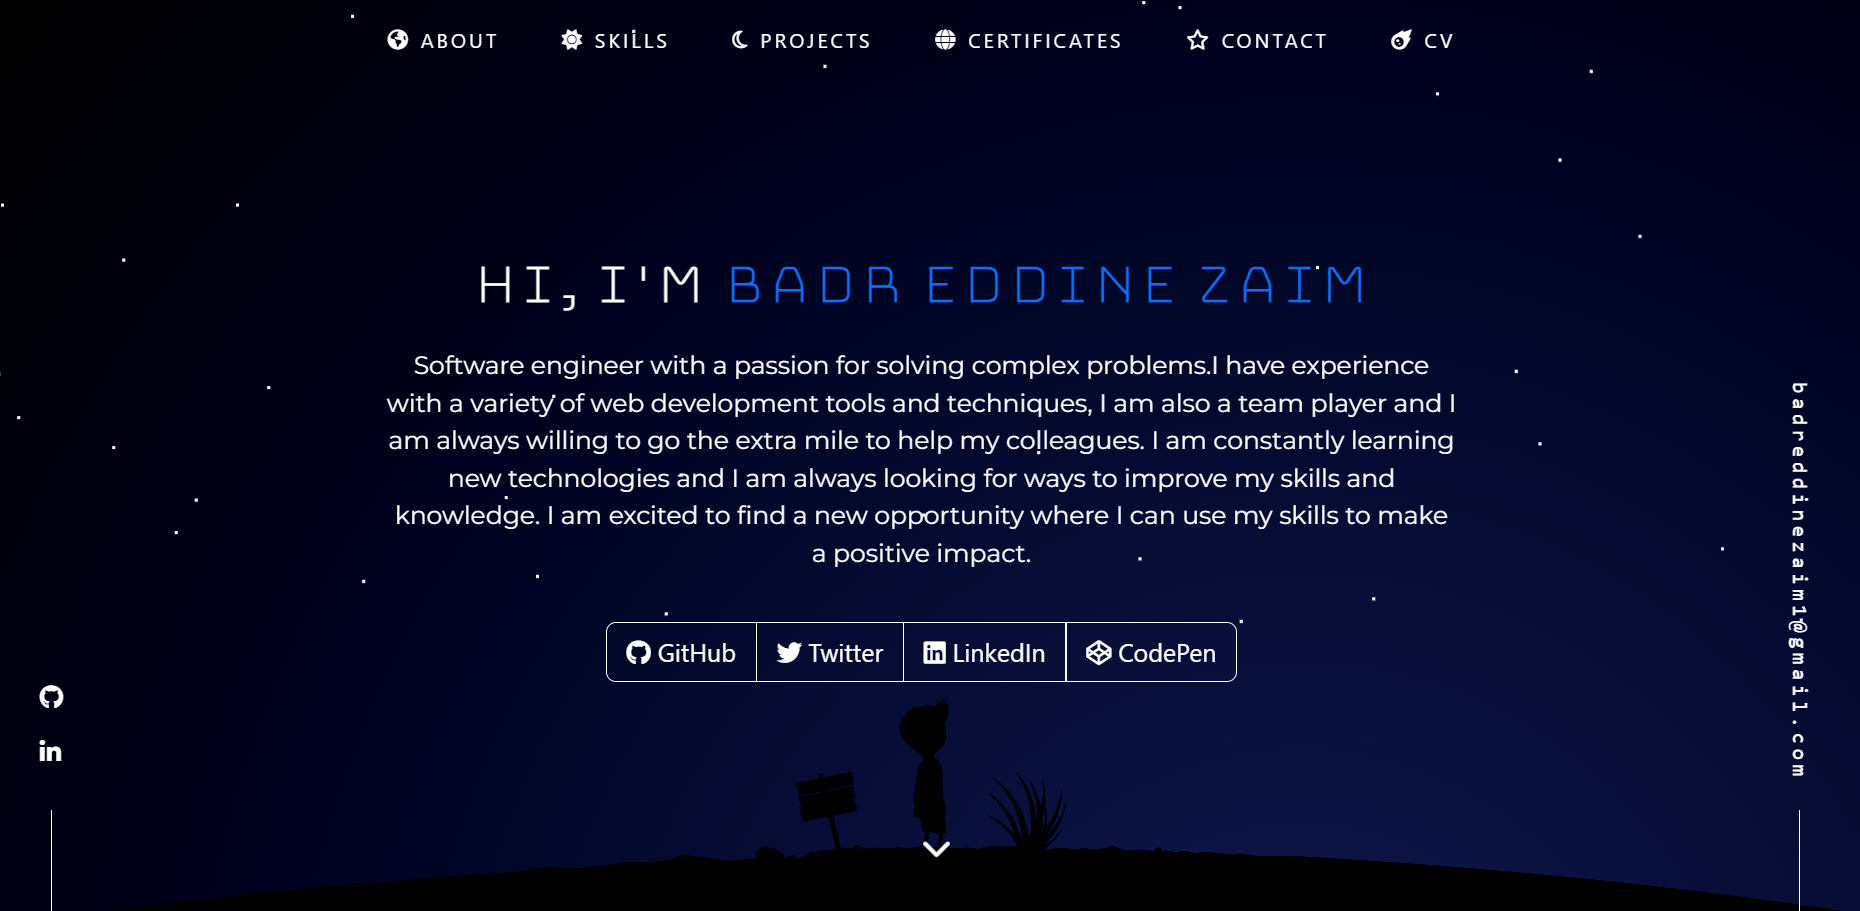 ABOUT SKILLS PROJECTS CERTIFICATES CONTACT CV
HI, I'M BADR EDDINE ZAIM
Software engineer with a passion for solving complex problems.I have experience
with a variety of web development tools and techniques, I am also a team player and I
am always willing to go the extra mile to help my colleagues. I am constantly learning
new technologies and I am always looking for ways to improve my skills and
knowledge. I am excited to find a new opportunity where I can use my skills to make
a positive impact.
GitHub Twitter LinkedIn CodePen
badreddinezaim1@gmail.com